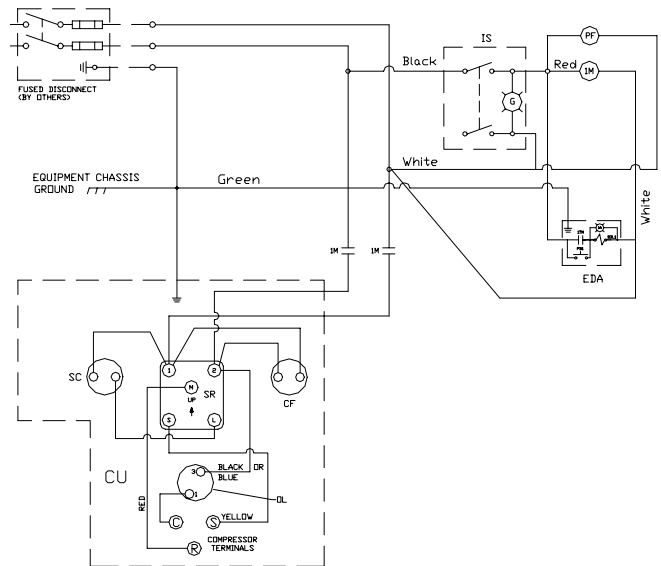 FUSED DISCONNECT
(BY OTHERS)
IS
PF
Black
Red
1M
G
White
EQUIPMENT CHASSIS
GROUND
Green
White
1M
1M
EDA
SC
1
2
M
SR
UP
S
L
CF
CU
3
BLACK OR
BLUE
1
OL
RED
C
S
YELLOW
COMPRESSOR
TERMINALS
R